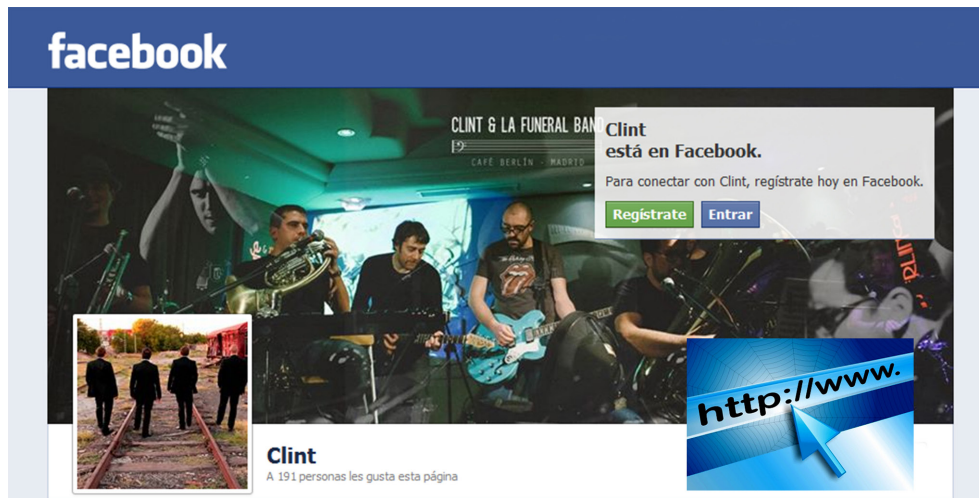 facebook
CLINT & LA FUNERAL BAND
CAFÉ BERLÍN - MADRID
Clint
está en Facebook.
Para conectar con Clint, regístrate hoy en Facebook.
Regístrate Entrar
http://www.
Clint
A 191 personas les gusta esta página